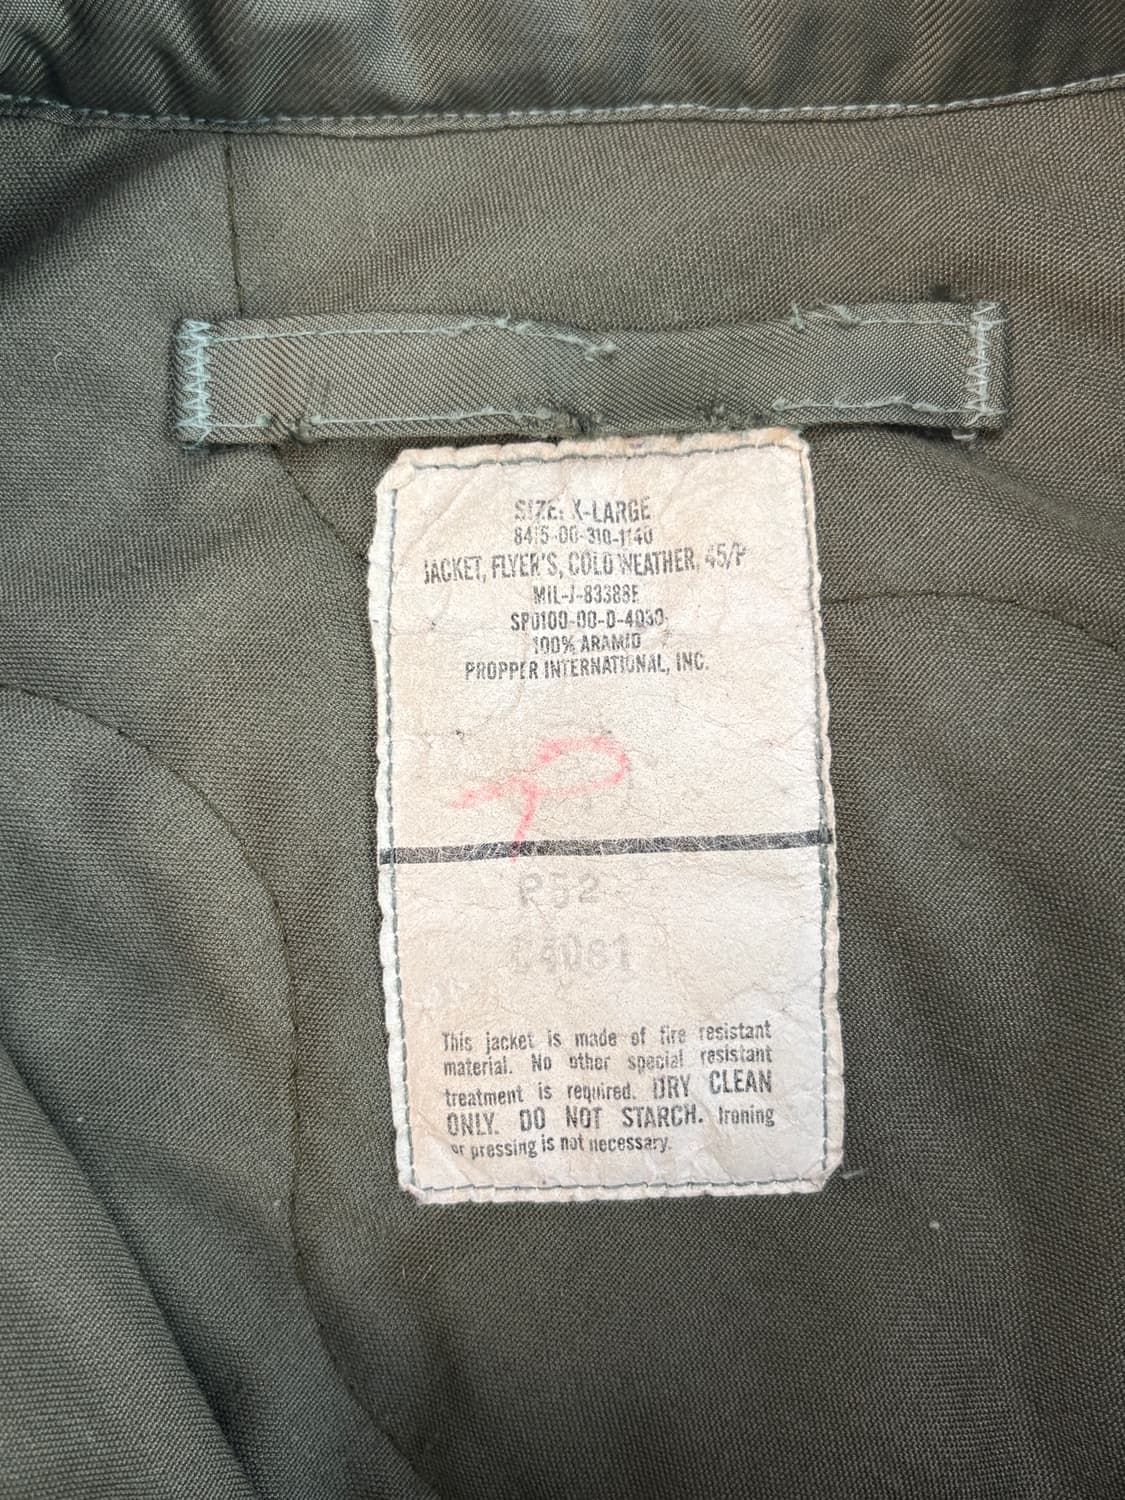 SIZE: X-LARGE
8415-00-310-1140
JACKET, FLYER'S, COLD WEATHER, 45/P
MIL-J-83388E
SP0100-00-D-4030
100% ARAMID
PROPPER INTERNATIONAL, INC.
P52
C4081
This jacket is made of fire resistant
material. No other special resistant
treatment is required. DRY CLEAN
ONLY. DO NOT STARCH. Ironing
or pressing is not necessary.